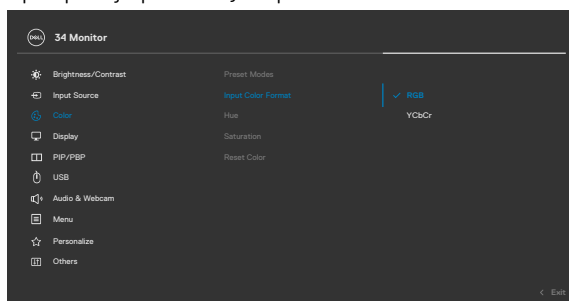 DELL 34 Monitor
Brightness/Contrast
Input Source
Color
Display
PIP/PBP
USB
Audio & Webcam
Menu
Personalize
Others
Preset Modes
Input Color Format
Hue
Saturation
Reset Color
RGB
YCbCr
Exit